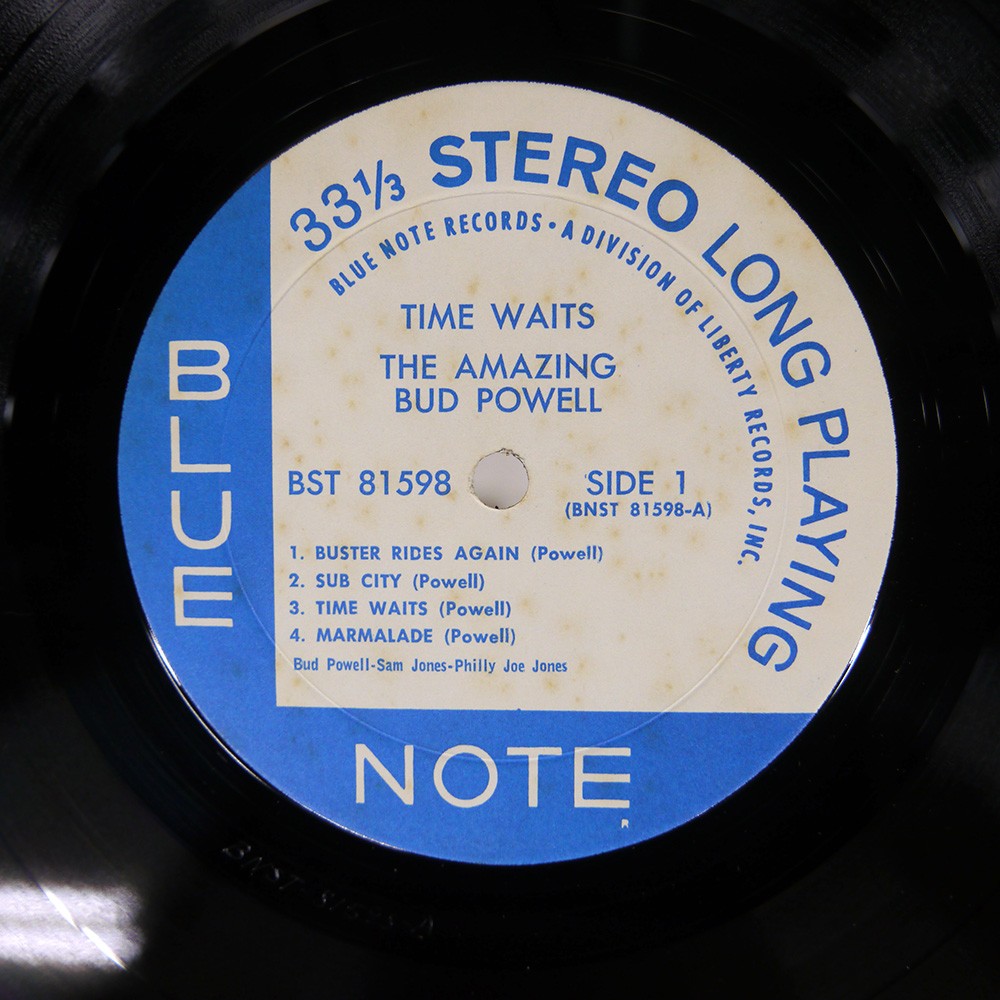 33⅓ STEREO LONG PLAYING
BLUE NOTE RECORDS • A DIVISION OF LIBERTY RECORDS, INC.
TIME WAITS
THE AMAZING
BUD POWELL
BST 81598
SIDE 1
(BNST 81598-A)
1. BUSTER RIDES AGAIN (Powell)
2. SUB CITY (Powell)
3. TIME WAITS (Powell)
4. MARMALADE (Powell)
Bud Powell-Sam Jones-Philly Joe Jones
BLUE
NOTE
R